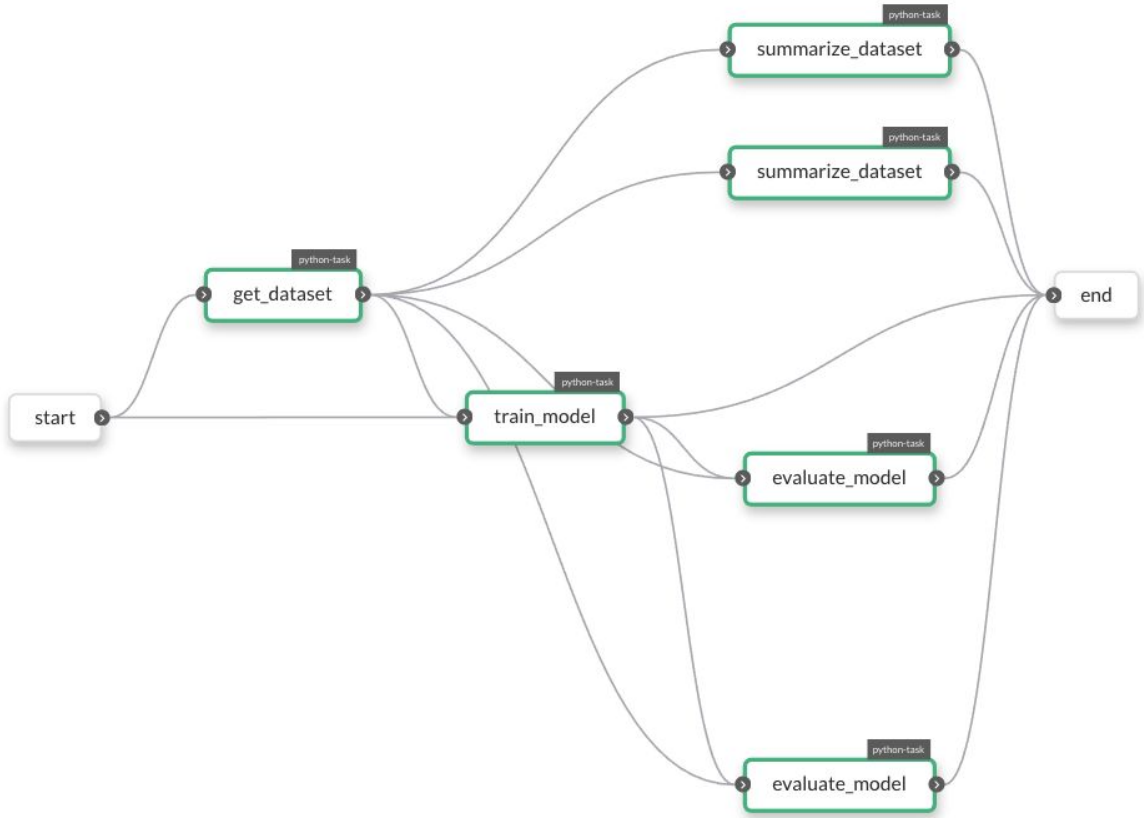 python-task
summarize_dataset
python-task
summarize_dataset
python-task
get_dataset
end
python-task
train_model
start
python-task
evaluate_model
python-task
evaluate_model